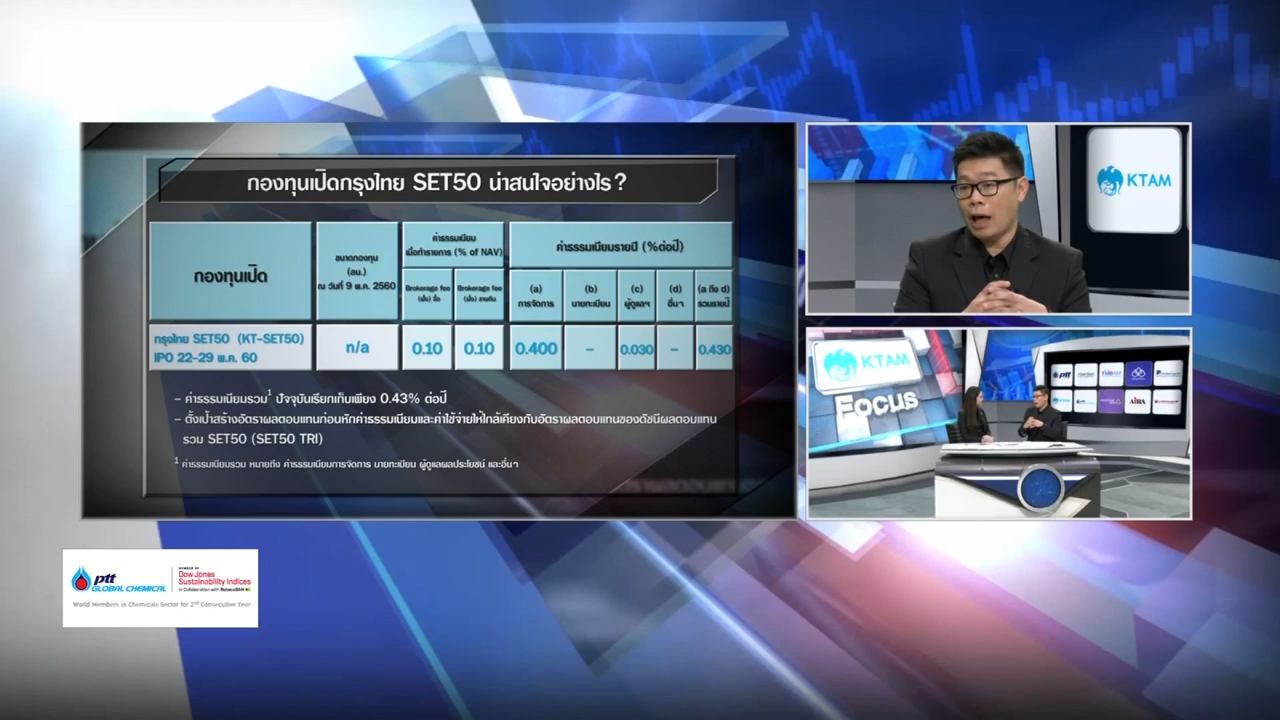 กองทุนเปิดกรุงไทย SET50 น่าสนใจอย่างไร?
กองทุนเปิด
ขนาดกองทุน
(ลบ.)
ณ วันที่ 9 พ.ค. 2560
ค่าธรรมเนียม
เมื่อทำรายการ (% of NAV)
Brokerage fee
(เพิ่ม) ซื้อ
Brokerage fee
(เพิ่ม) ขายคืน
ค่าธรรมเนียมรายปี (%ต่อปี)
(a)
การจัดการ
(b)
นายทะเบียน
(c)
ผู้ดูแลฯ
(d)
อื่นๆ
(a ถึง d)
รวมรายปี
กรุงไทย SET50 (KT-SET50)
IPO 22-29 พ.ค. 60
n/a
0.10
0.10
0.400
-
0.030
-
0.430
- ค่าธรรมเนียมรวม1 ปัจจุบันเรียกเก็บเพียง 0.43% ต่อปี
- ตั้งเป้าสร้างอัตราผลตอบแทนก่อนหักค่าธรรมเนียมและค่าใช้จ่ายให้ใกล้เคียงกับอัตราผลตอบแทนของดัชนีผลตอบแทน
รวม SET50 (SET50 TRI)
1 ค่าธรรมเนียมรวม หมายถึง ค่าธรรมเนียมการจัดการ นายทะเบียน ผู้ดูแลผลประโยชน์ และอื่นๆ
KTAM
KTAM
Focus
ptt
AIRA
ptt
GLOBAL CHEMICAL
MEMBER OF
Dow Jones
Sustainability Indices
In Collaboration with RobecoSAM
World Members in Chemicals Sector for 2nd Consecutive Year